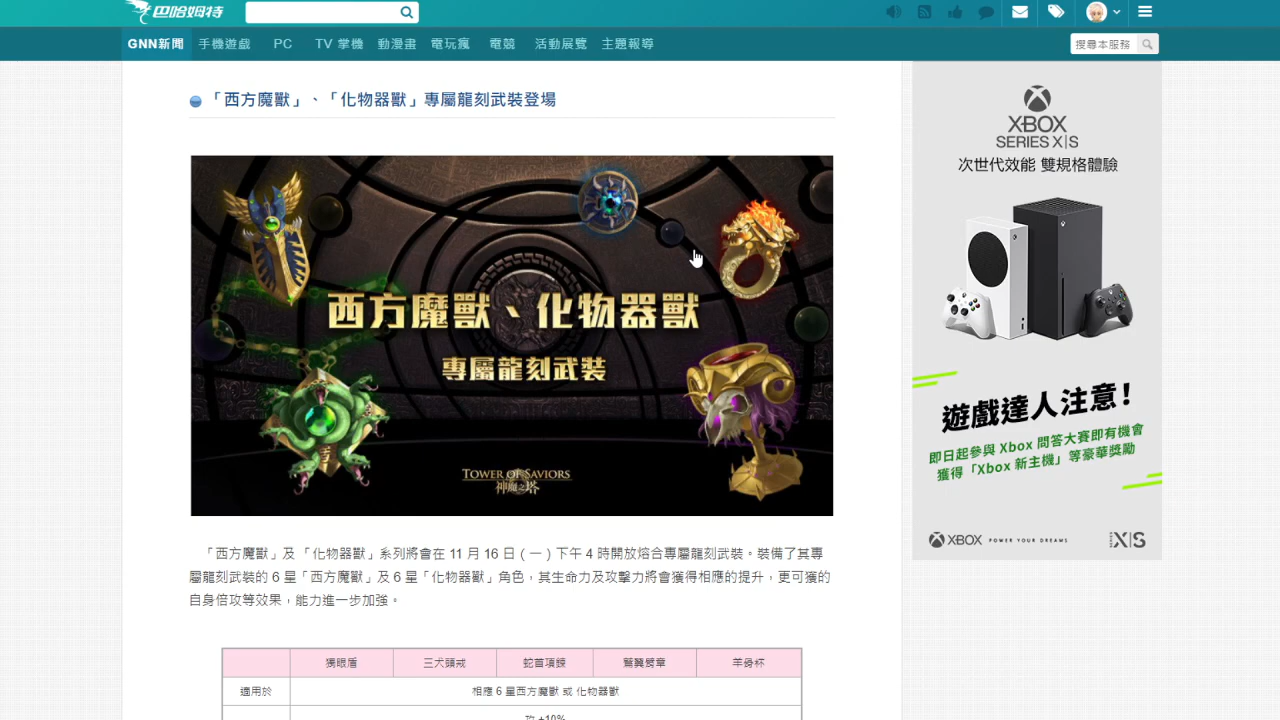 巴哈姆特
GNN新聞 手機遊戲 PC TV 掌機 動漫畫 電玩瘋 電競 活動展覽 主題報導 搜尋本服務
「西方魔獸」、「化物器獸」專屬龍刻武裝登場
西方魔獸、化物器獸
專屬龍刻武裝
TOWER OF SAVIORS
神魔之塔
「西方魔獸」及 「化物器獸」系列將會在 11 月 16 日 ( 一 ) 下午 4 時開放熔合專屬龍刻武裝。裝備了其專
屬龍刻武裝的 6 星「西方魔獸」及 6 星「化物器獸」角色，其生命力及攻擊力將會獲得相應的提升，更可獲的
自身倍攻等效果，能力進一步加強。
獨眼盾 三犬頭戒 蛇首項鍊 鷲翼臂章 羊骨杯
適用於 相應 6 星西方魔獸 或 化物器獸
攻 +10%
XBOX
SERIES X|S
次世代效能 雙規格體驗
遊戲達人注意！
即日起參與 Xbox 問答大賽即有機會
獲得「Xbox 新主機」等豪華獎勵
XBOX POWER YOUR DREAMS X|S